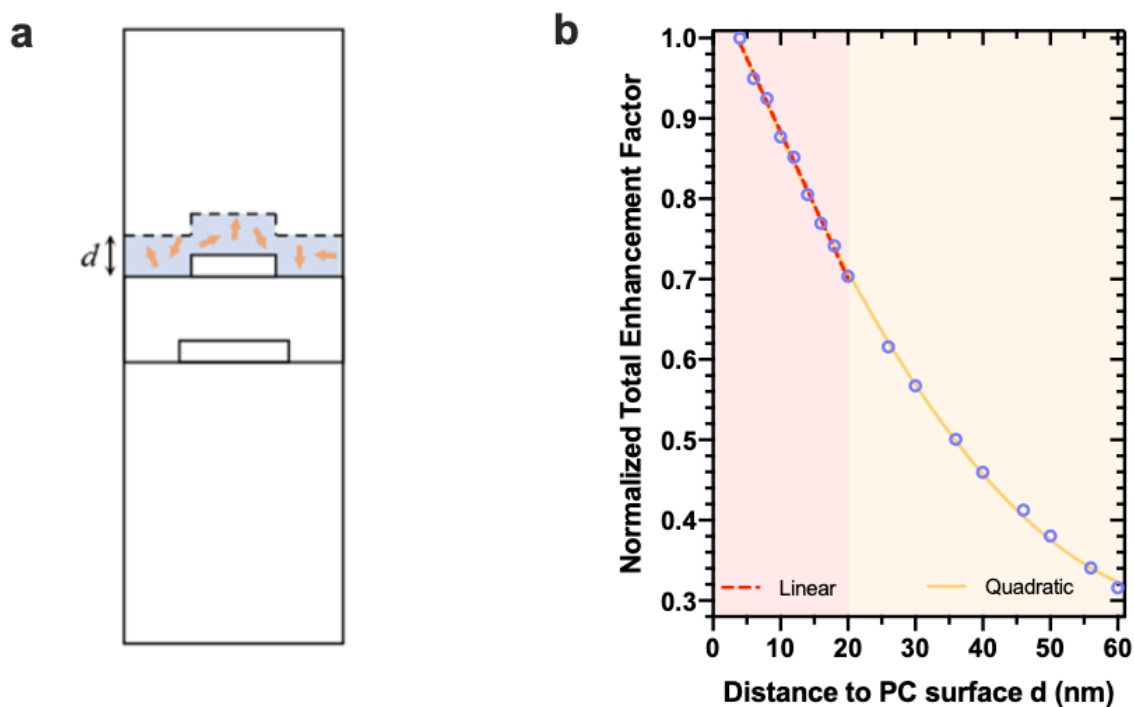 a
d
b
Normalized Total Enhancement Factor
1.0
0.9
0.8
0.7
0.6
0.5
0.4
0.3
Linear
Quadratic
0 10 20 30 40 50 60
Distance to PC surface d (nm)